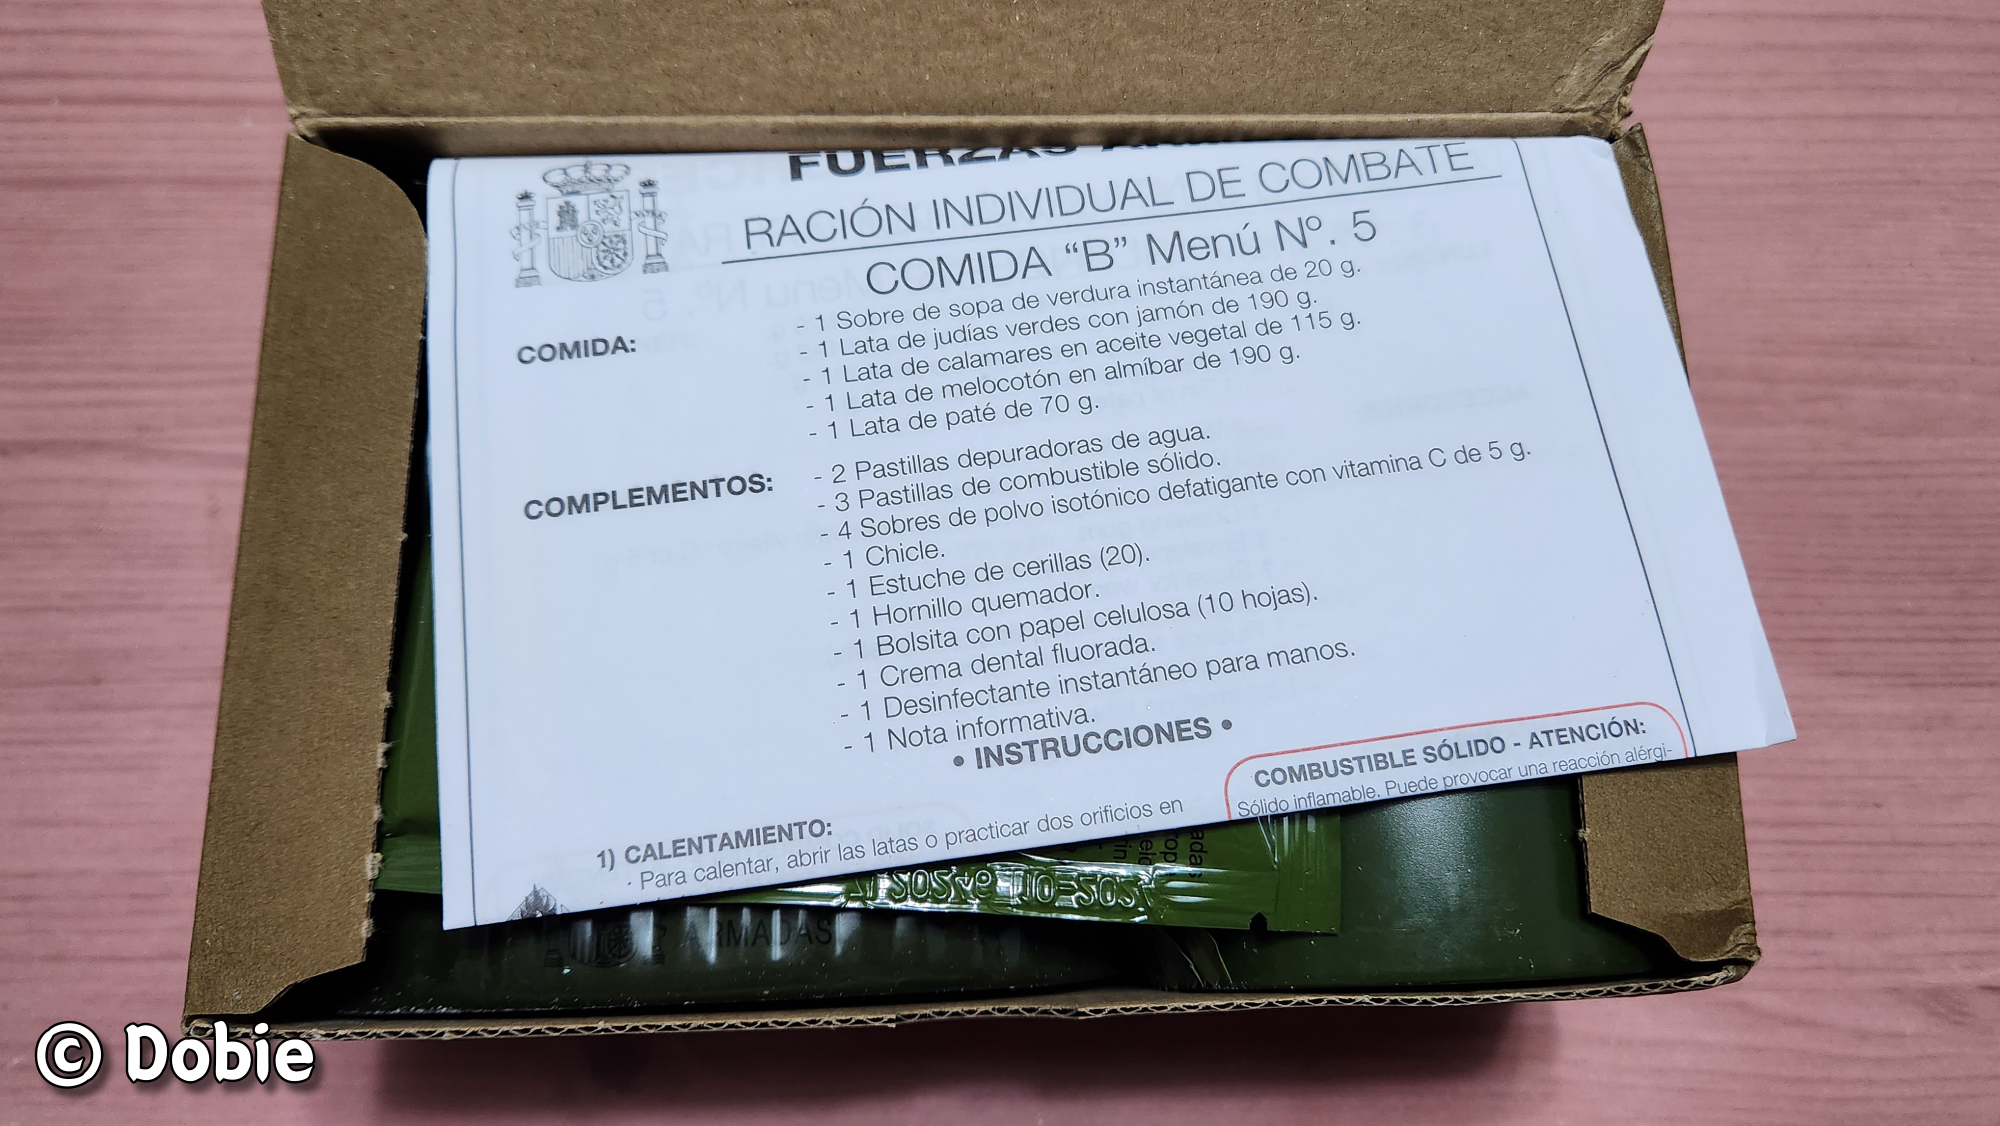 FUERZAS
RACIÓN INDIVIDUAL DE COMBATE
COMIDA “B” Menú Nº. 5
COMIDA:
- 1 Sobre de sopa de verdura instantánea de 20 g.
- 1 Lata de judías verdes con jamón de 190 g.
- 1 Lata de calamares en aceite vegetal de 115 g.
- 1 Lata de melocotón en almíbar de 190 g.
- 1 Lata de paté de 70 g.
COMPLEMENTOS:
- 2 Pastillas depuradoras de agua.
- 3 Pastillas de combustible sólido.
- 4 Sobres de polvo isotónico defatigante con vitamina C de 5 g.
- 1 Chicle.
- 1 Estuche de cerillas (20).
- 1 Hornillo quemador.
- 1 Bolsita con papel celulosa (10 hojas).
- 1 Crema dental fluorada.
- 1 Desinfectante instantáneo para manos.
- 1 Nota informativa.
• INSTRUCCIONES •
1) CALENTAMIENTO:
· Para calentar, abrir las latas o practicar dos orificios en
COMBUSTIBLE SÓLIDO - ATENCIÓN:
Sólido inflamable. Puede provocar una reacción alérgi-
ARMADAS
© Dobie